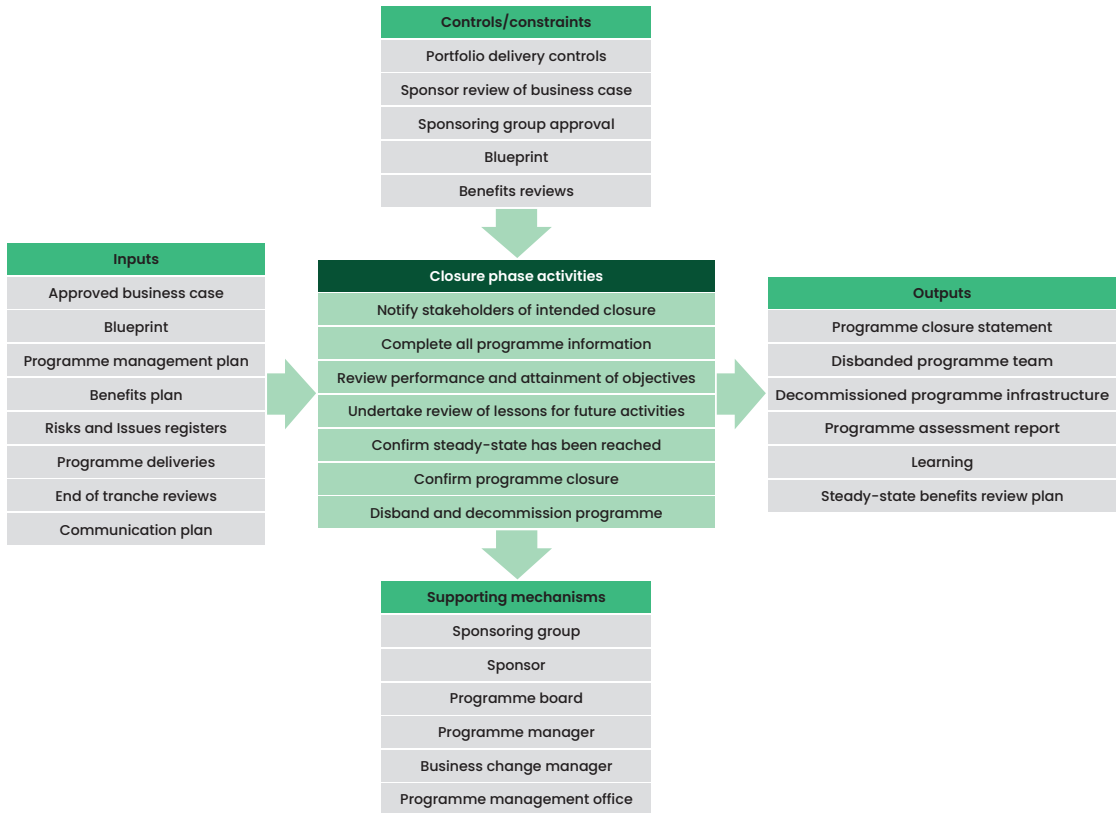 Controls/constraints
Portfolio delivery controls
Sponsor review of business case
Sponsoring group approval
Blueprint
Benefits reviews
Inputs
Approved business case
Blueprint
Programme management plan
Benefits plan
Risks and Issues registers
Programme deliveries
End of tranche reviews
Communication plan
Closure phase activities
Notify stakeholders of intended closure
Complete all programme information
Review performance and attainment of objectives
Undertake review of lessons for future activities
Confirm steady-state has been reached
Confirm programme closure
Disband and decommission programme
Outputs
Programme closure statement
Disbanded programme team
Decommissioned programme infrastructure
Programme assessment report
Learning
Steady-state benefits review plan
Supporting mechanisms
Sponsoring group
Sponsor
Programme board
Programme manager
Business change manager
Programme management office